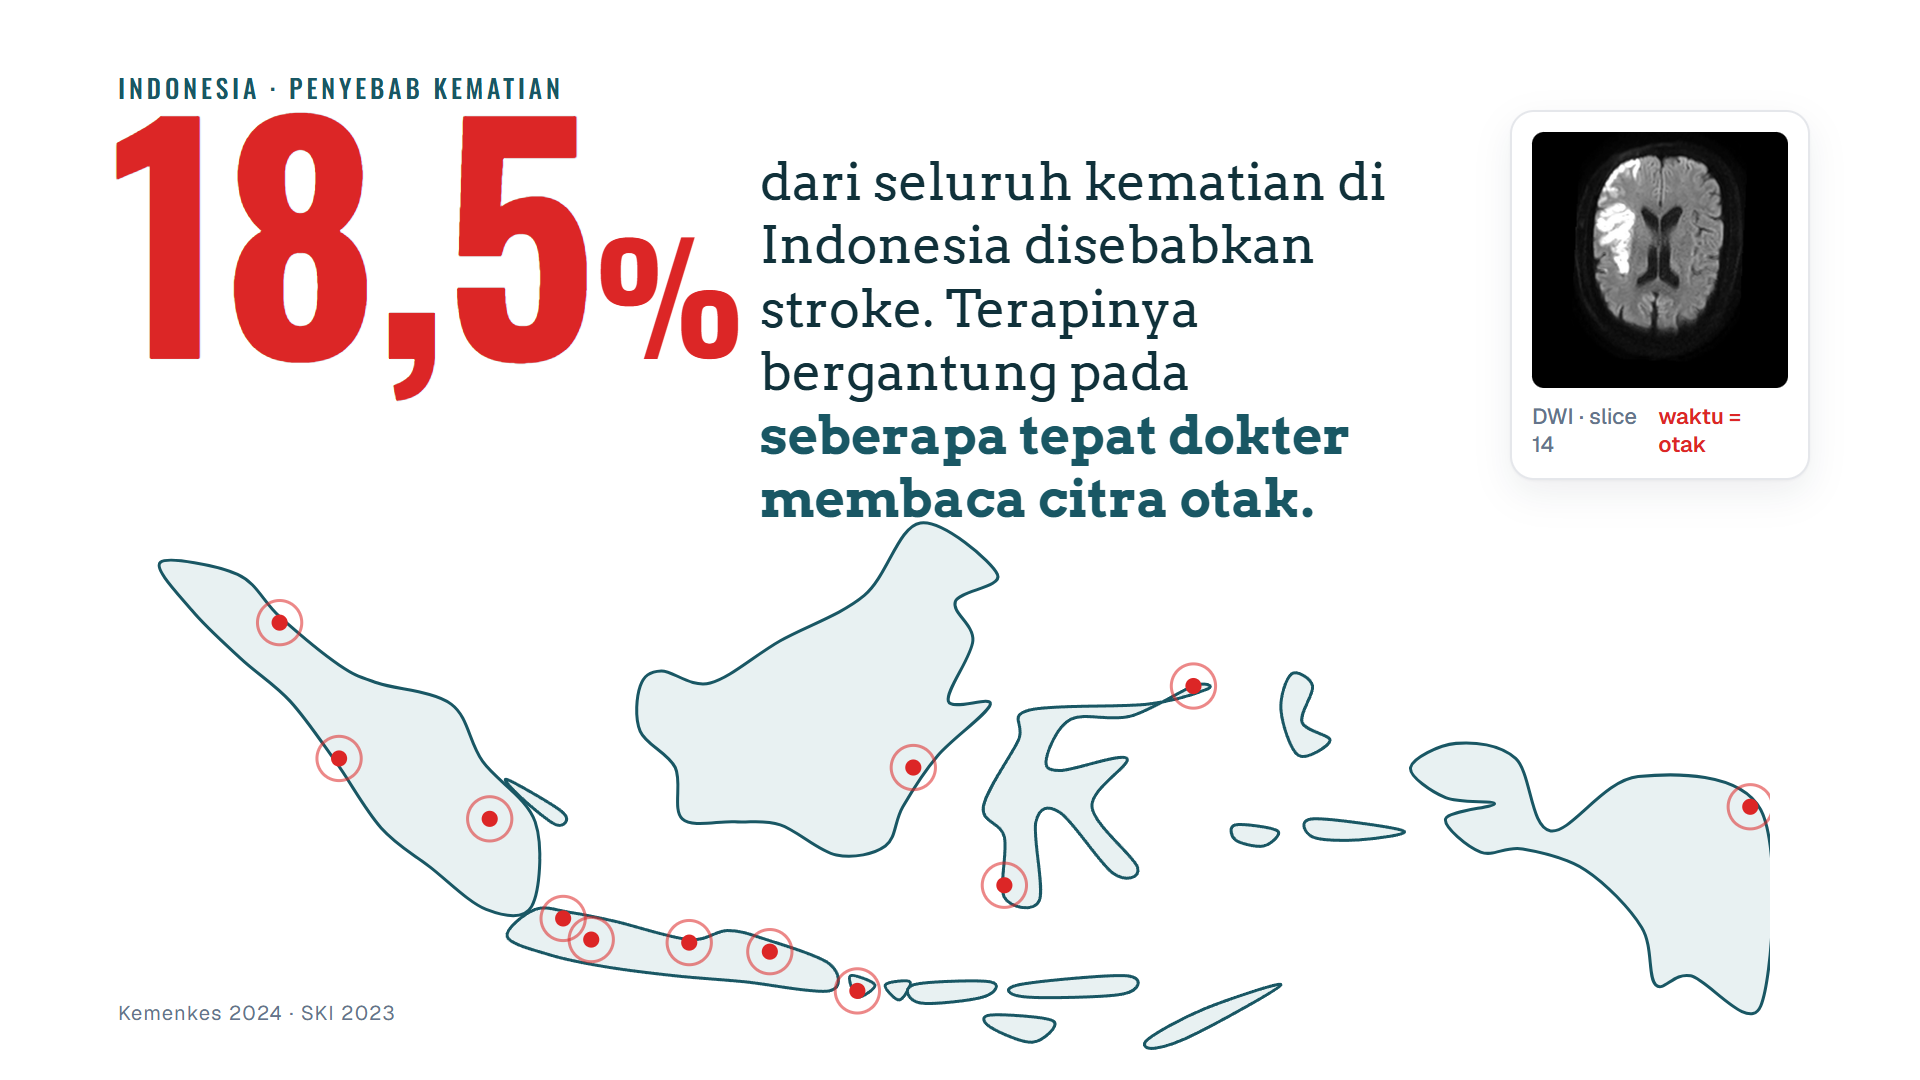 INDONESIA · PENYEBAB KEMATIAN
18,5%
dari seluruh kematian di
Indonesia disebabkan
stroke. Terapinya
bergantung pada
seberapa tepat dokter
membaca citra otak.
DWI · slice
14
waktu =
otak
Kemenkes 2024 · SKI 2023